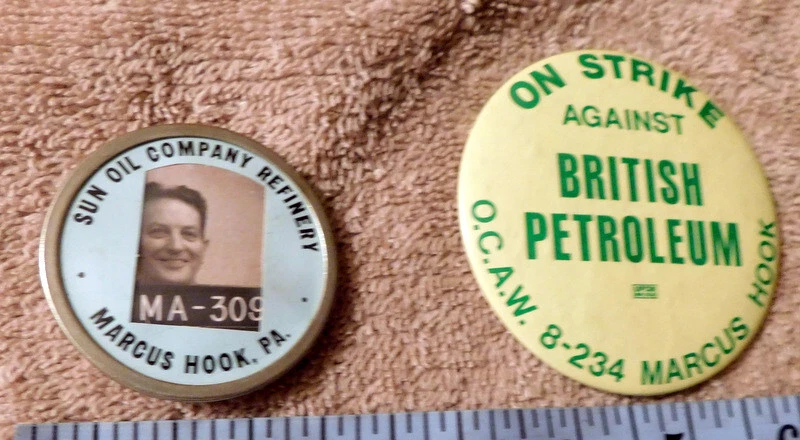 SUN OIL COMPANY REFINERY
MA-309
MARCUS HOOK, PA.
ON STRIKE
AGAINST
BRITISH
PETROLEUM
O.C.A.W. 8-234 MARCUS HOOK